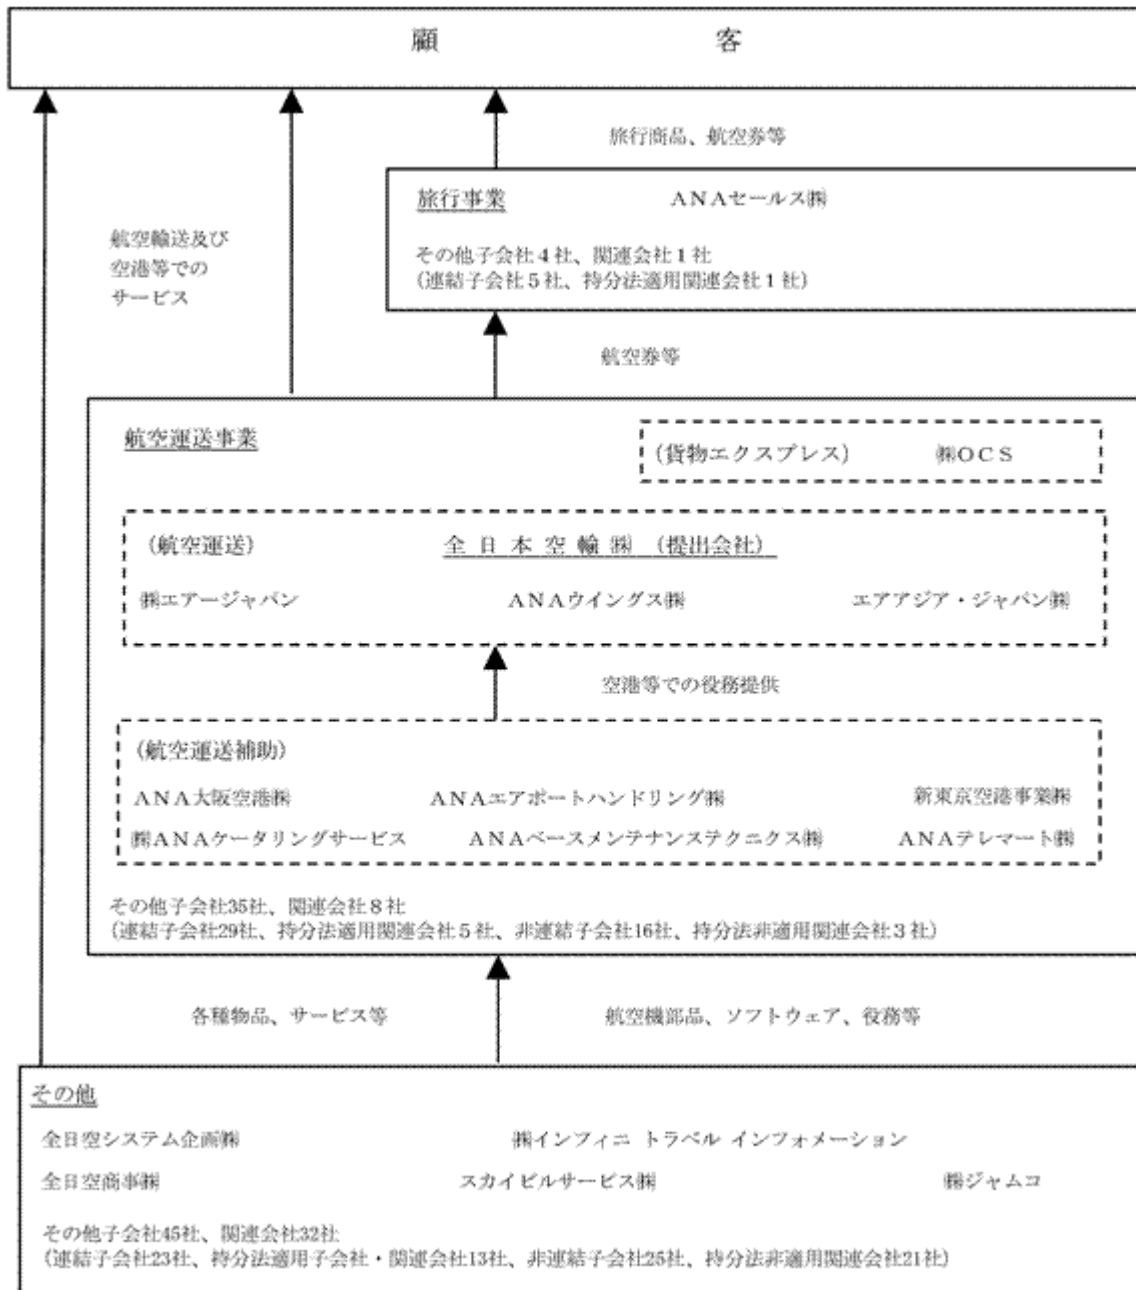 顧客
旅行商品、航空券等
旅行事業 ANAセールス㈱
その他子会社4社、関連会社1社
(連結子会社5社、持分法適用関連会社1社)
航空輸送及び
空港等での
サービス
航空券等
航空運送事業
(貨物エクスプレス) ㈱OCS
(航空運送) 全日本空輸㈱ (提出会社)
㈱エアージャパン ANAウイングス㈱ エアアジア・ジャパン㈱
空港等での役務提供
(航空運送補助)
ANA大阪空港㈱ ANAエアポートハンドリング㈱ 新東京空港事業㈱
㈱ANAケータリングサービス ANAベースメンテナンステクニクス㈱ ANAテレマート㈱
その他子会社35社、関連会社8社
(連結子会社29社、持分法適用関連会社5社、非連結子会社16社、持分法非適用関連会社3社)
各種物品、サービス等 航空機部品、ソフトウェア、役務等
その他
全日空システム企画㈱ ㈱インフィニ トラベル インフォメーション
全日空商事㈱ スカイビルサービス㈱ ㈱ジャムコ
その他子会社45社、関連会社32社
(連結子会社23社、持分法適用子会社・関連会社13社、非連結子会社25社、持分法非適用関連会社21社)